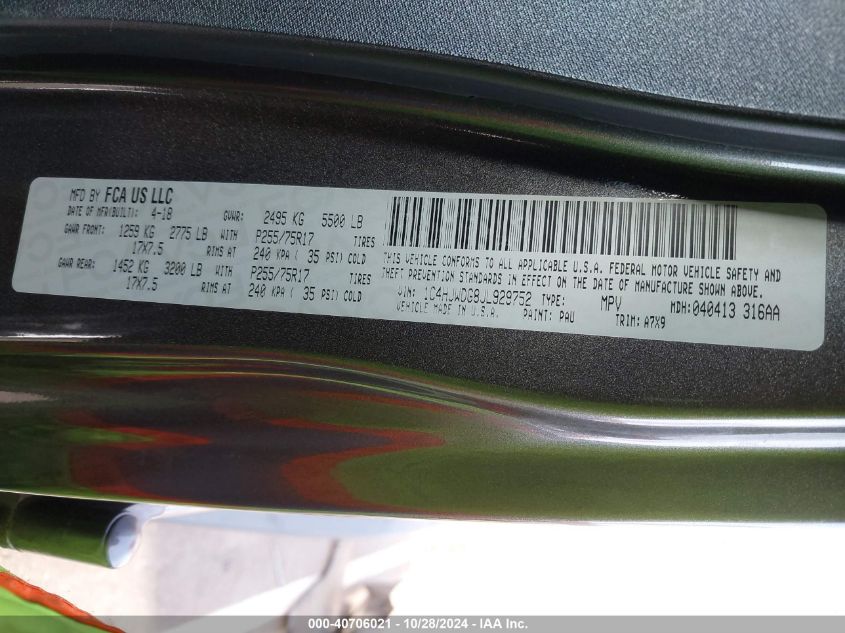 MFD BY FCA US LLC
DATE OF MFR(BUILT): 4-18 GVWR: 2495 KG 5500 LB
GAWR FRONT: 1259 KG 2775 LB WITH P255/75R17 TIRES
17X7.5 RIMS AT 240 KPA ( 35 PSI) COLD
GAWR REAR: 1452 KG 3200 LB WITH P255/75R17 TIRES
17X7.5 RIMS AT 240 KPA ( 35 PSI) COLD
THIS VEHICLE CONFORMS TO ALL APPLICABLE U.S.A. FEDERAL MOTOR VEHICLE SAFETY AND
THEFT PREVENTION STANDARDS IN EFFECT ON THE DATE OF MANUFACTURE SHOWN ABOVE.
VIN: 1C4HJWDG9JL929752 TYPE: MPV MDH:040413 316AA
VEHICLE MADE IN U.S.A. PAINT: PAU TRIM: A7X9
000-40706021 - 10/28/2024 - IAA Inc.